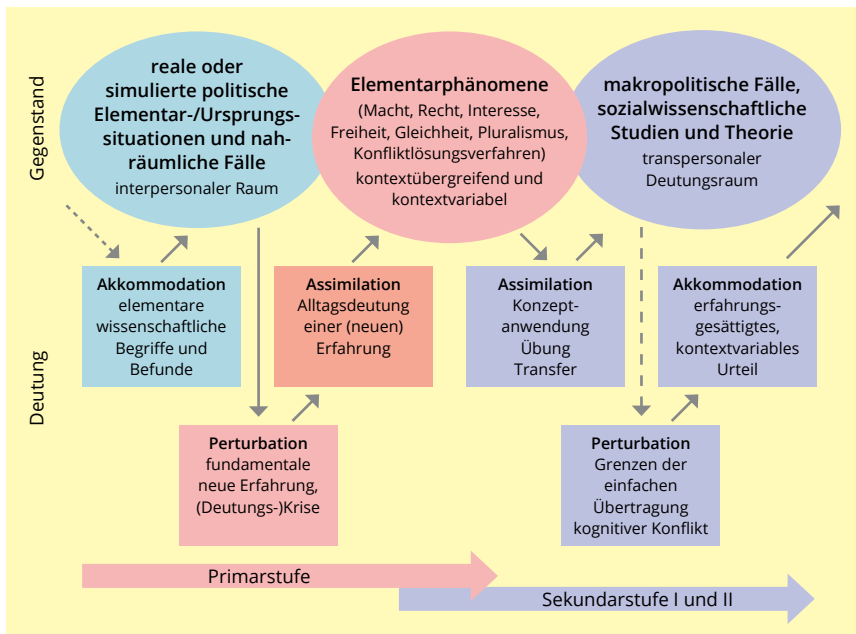 Gegenstand
reale oder
simulierte politische
Elementar-/Ursprungs-
situationen und nah-
räumliche Fälle
interpersonaler Raum
Elementarphänomene
(Macht, Recht, Interesse,
Freiheit, Gleichheit, Pluralismus,
Konfliktlösungsverfahren)
kontextübergreifend und
kontextvariabel
makropolitische Fälle,
sozialwissenschaftliche
Studien und Theorie
transpersonaler
Deutungsraum
Deutung
Akkommodation
elementare
wissenschaftliche
Begriffe und
Befunde
Assimilation
Alltagsdeutung
einer (neuen)
Erfahrung
Assimilation
Konzept-
anwendung
Übung
Transfer
Akkommodation
erfahrungs-
gesättigtes,
kontextvariables
Urteil
Perturbation
fundamentale
neue Erfahrung,
(Deutungs-)Krise
Perturbation
Grenzen der
einfachen
Übertragung
kognitiver Konflikt
Primarstufe
Sekundarstufe I und II